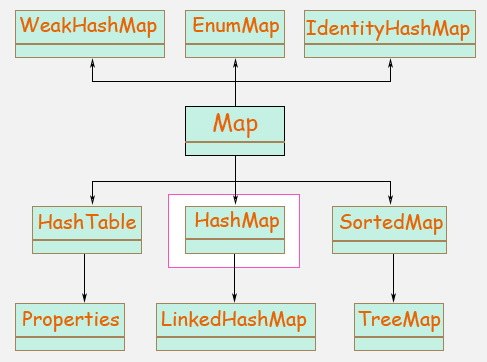 WeakHashMap
EnumMap
IdentityHashMap
Map
HashTable
HashMap
SortedMap
Properties
LinkedHashMap
TreeMap